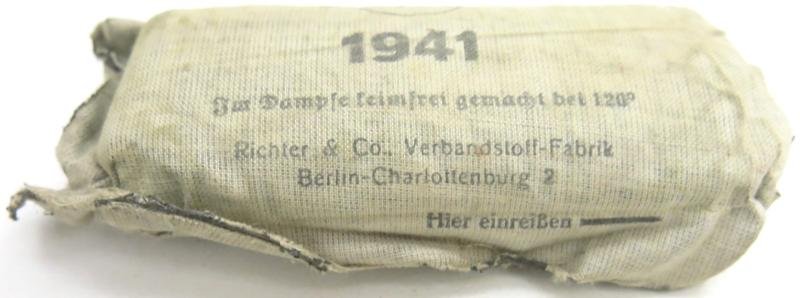 1941
Im Dampfe keimfrei gemacht bei 120°
Richter & Co., Verbandstoff-Fabrik
Berlin-Charlottenburg 2
Hier einreißen